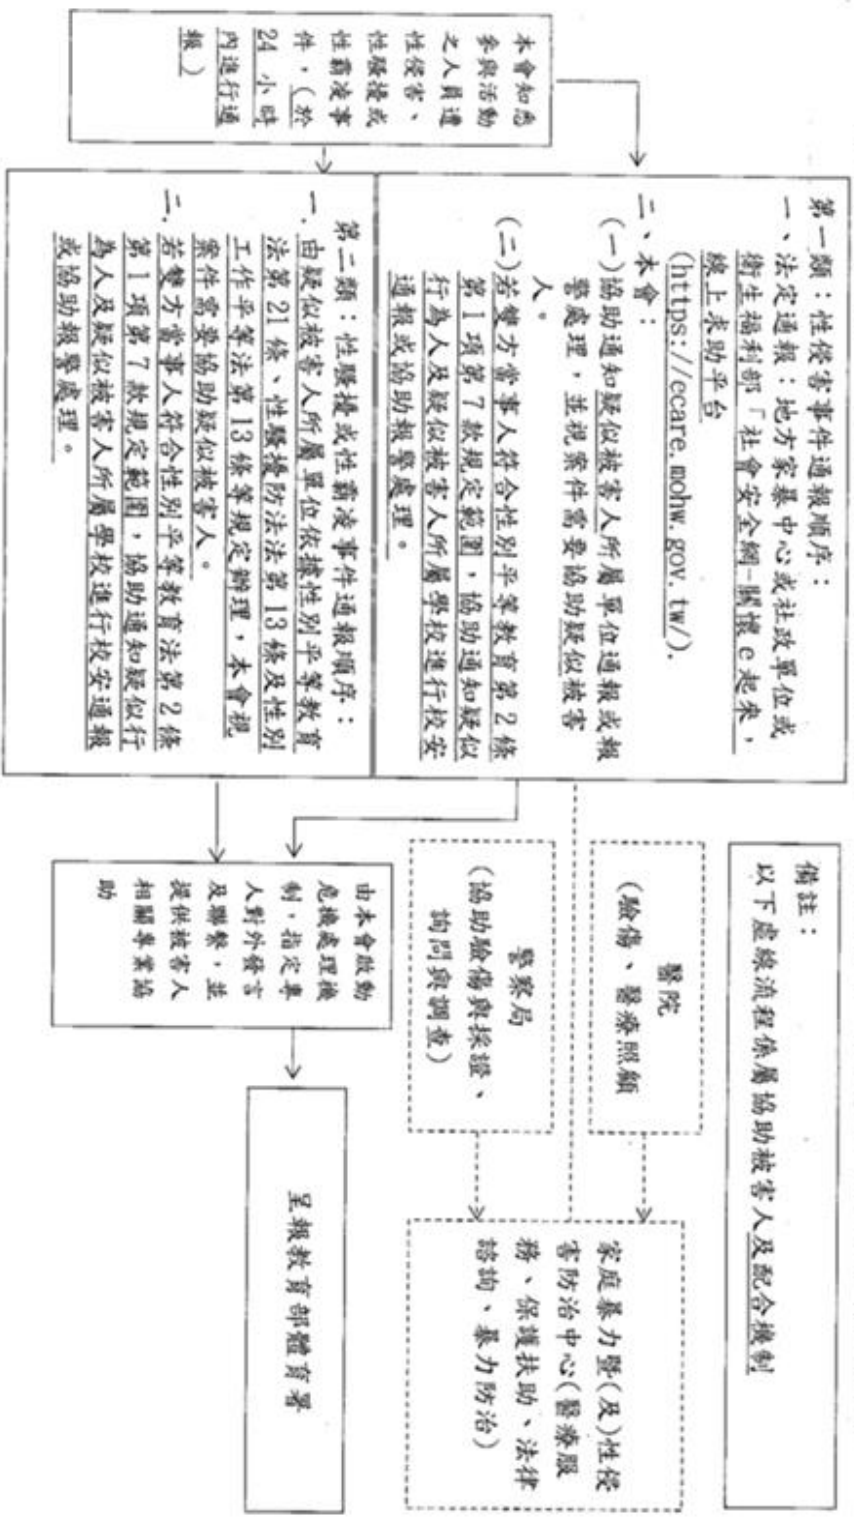 本會知悉
參與活動
之人員遭
性侵害、
性騷擾或
性霸凌事
件，（於
24 小時
內進行通
報）
第一類：性侵害事件通報順序：
一、法定通報：地方家暴中心或社政單位或
衛生福利部「社會安全網-關懷 e 起來，
線上求助平台
(https://ecare.mohw.gov.tw/).
二、本會：
(一)協助通知疑似被害人所屬單位通報或報
警處理，並視案件需要協助疑似被害
人。
(二)若雙方當事人符合性別平等教育第 2 條
第 1 項第 7 款規定範圍，協助通知疑似
行為人及疑似被害人所屬學校進行校安
通報或協助報警處理。
第二類：性騷擾或性霸凌事件通報順序：
一. 由疑似被害人所屬單位依據性別平等教育
法第 21 條、性騷擾防法法第 13 條及性別
工作平等法第 13 條等規定辦理，本會視
案件需要協助疑似被害人。
二. 若雙方當事人符合性別平等教育法第 2 條
第 1 項第 7 款規定範圍，協助通知疑似行
為人及疑似被害人所屬學校進行校安通報
或協助報警處理。
備註：
以下虛線流程係屬協助被害人及配合機制
醫院
(驗傷、醫療照顧)
警察局
(協助驗傷與採證、
詢問與調查)
家庭暴力暨(及)性侵
害防治中心(醫療服
務、保護扶助、法律
諮詢、暴力防治)
由本會啟動
危機處理機
制，指定專
人對外發言
及聯繫，並
提供被害人
相關專業協
助
呈報教育部體育署